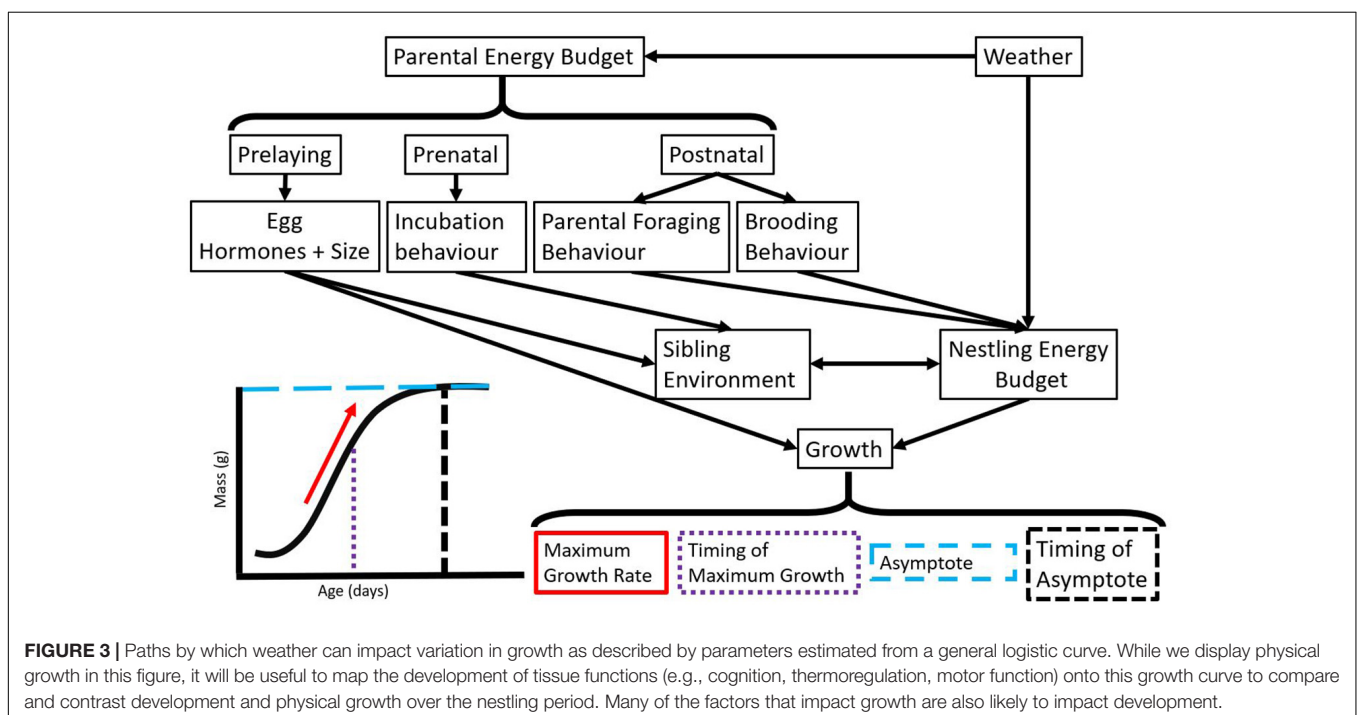 Parental Energy Budget
Weather
Prelaying
Prenatal
Postnatal
Egg
Hormones + Size
Incubation
behaviour
Parental Foraging
Behaviour
Brooding
Behaviour
Sibling
Environment
Nestling Energy
Budget
Growth
Mass (g)
Age (days)
Maximum
Growth Rate
Timing of
Maximum Growth
Asymptote
Timing of
Asymptote
FIGURE 3 | Paths by which weather can impact variation in growth as described by parameters estimated from a general logistic curve. While we display physical
growth in this figure, it will be useful to map the development of tissue functions (e.g., cognition, thermoregulation, motor function) onto this growth curve to compare
and contrast development and physical growth over the nestling period. Many of the factors that impact growth are also likely to impact development.